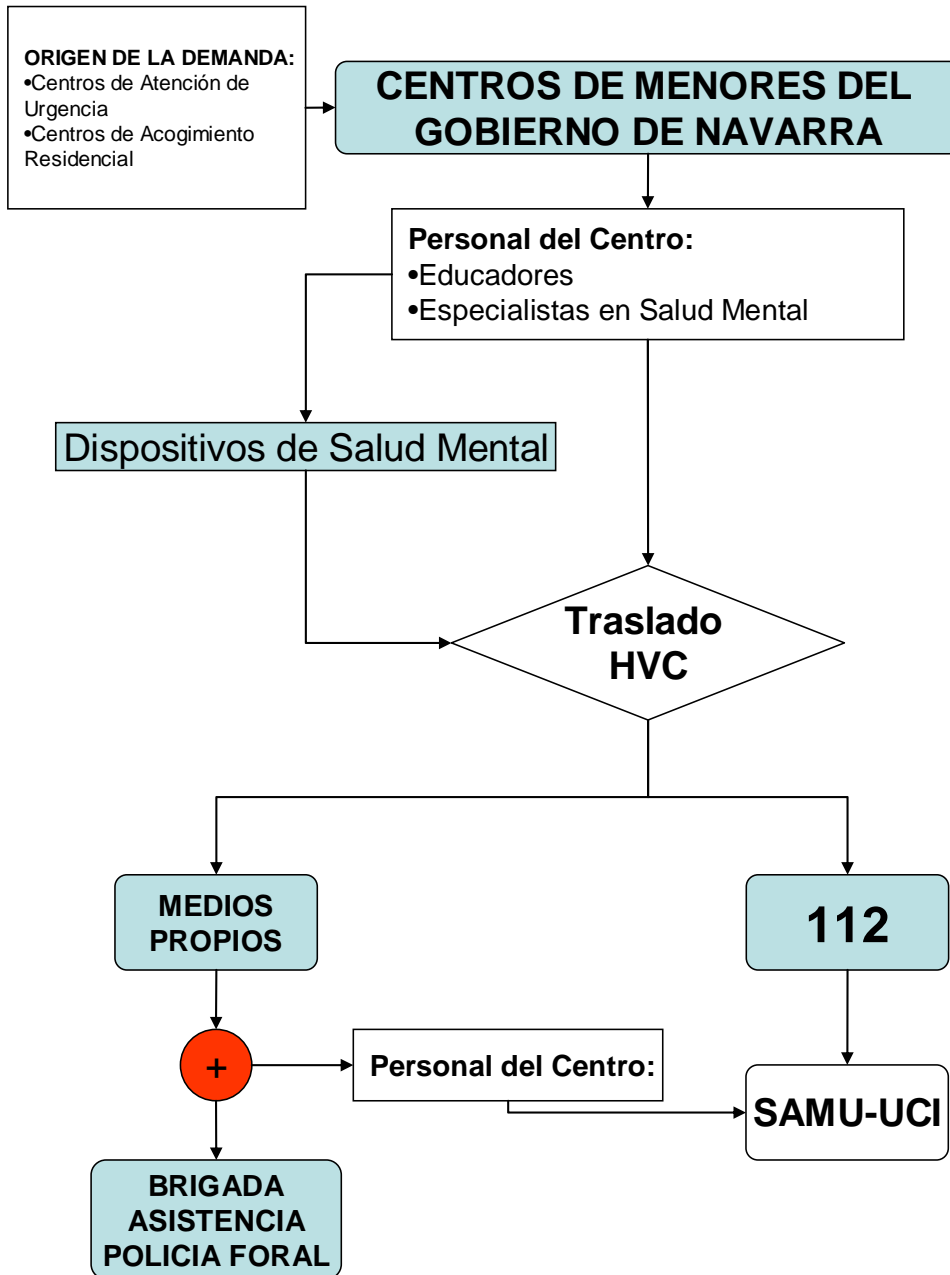 ORIGEN DE LA DEMANDA:
•Centros de Atención de
Urgencia
•Centros de Acogimiento
Residencial
CENTROS DE MENORES DEL
GOBIERNO DE NAVARRA
Personal del Centro:
•Educadores
•Especialistas en Salud Mental
Dispositivos de Salud Mental
Traslado
HVC
MEDIOS
PROPIOS
112
+
Personal del Centro:
SAMU-UCI
BRIGADA
ASISTENCIA
POLICIA FORAL